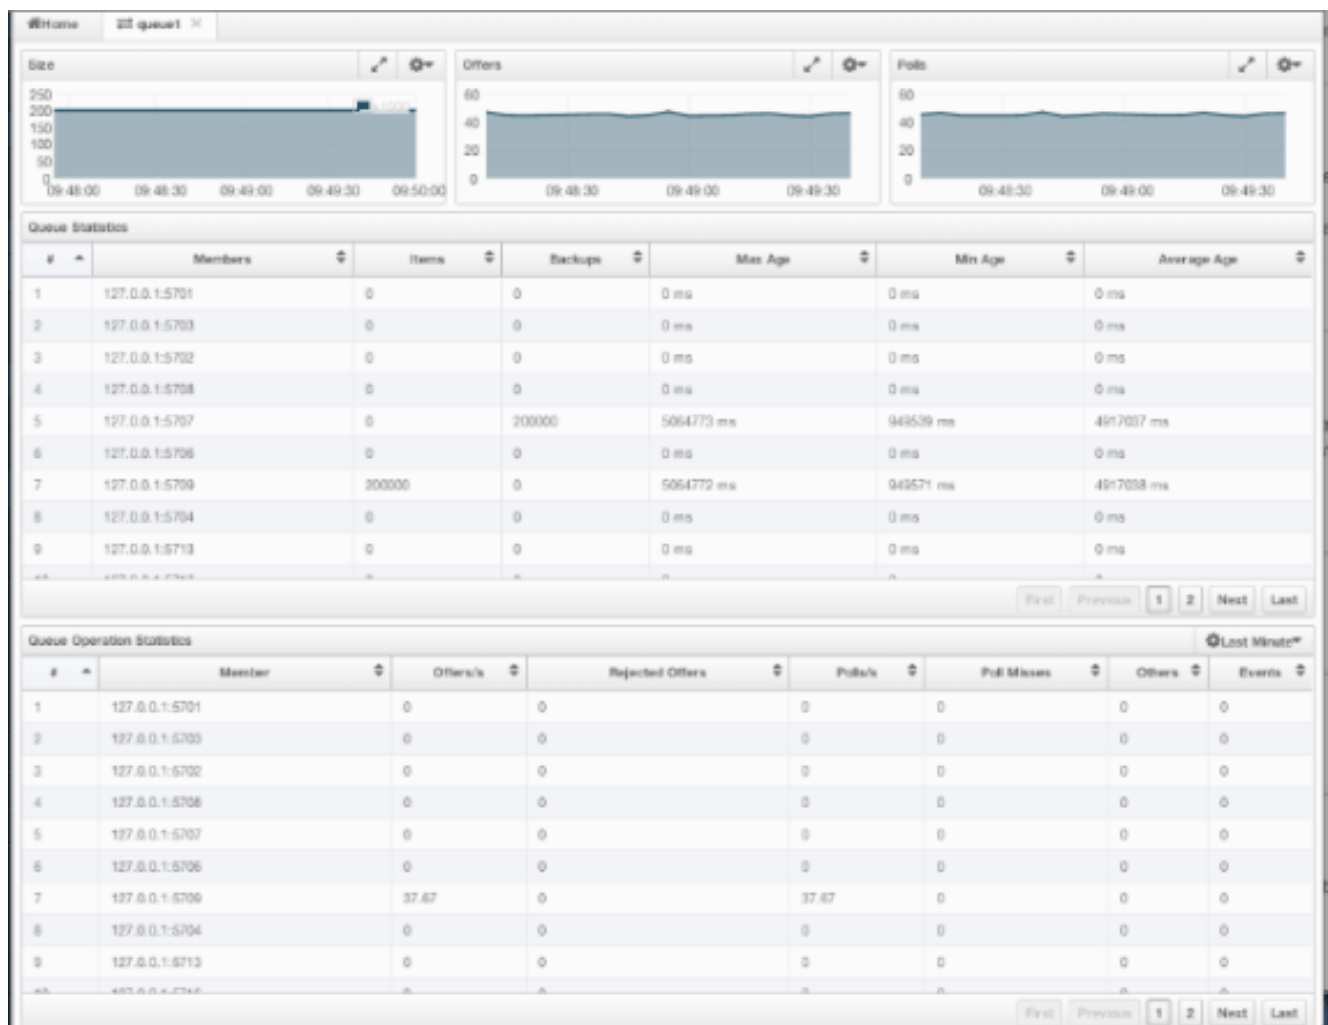 Home queue1
Size Offers Polls
250
200 x1000
150
100
50
0
09:48:00 09:48:30 09:49:00 09:49:30 09:50:00
60
40
20
0
09:48:30 09:49:00 09:49:30
60
40
20
0
09:48:30 09:49:00 09:49:30
Queue Statistics
# Members Items Backups Max Age Min Age Average Age
1 127.0.0.1:5701 0 0 0 ms 0 ms 0 ms
2 127.0.0.1:5703 0 0 0 ms 0 ms 0 ms
3 127.0.0.1:5702 0 0 0 ms 0 ms 0 ms
4 127.0.0.1:5708 0 0 0 ms 0 ms 0 ms
5 127.0.0.1:5707 0 200000 5064773 ms 949539 ms 4917037 ms
6 127.0.0.1:5706 0 0 0 ms 0 ms 0 ms
7 127.0.0.1:5709 200000 0 5064772 ms 949571 ms 4917038 ms
8 127.0.0.1:5704 0 0 0 ms 0 ms 0 ms
9 127.0.0.1:5713 0 0 0 ms 0 ms 0 ms
First Previous 1 2 Next Last
Queue Operation Statistics Last Minute
# Member Offers/s Rejected Offers Polls/s Poll Misses Others Events
1 127.0.0.1:5701 0 0 0 0 0 0
2 127.0.0.1:5703 0 0 0 0 0 0
3 127.0.0.1:5702 0 0 0 0 0 0
4 127.0.0.1:5708 0 0 0 0 0 0
5 127.0.0.1:5707 0 0 0 0 0 0
6 127.0.0.1:5706 0 0 0 0 0 0
7 127.0.0.1:5709 37.67 0 37.67 0 0 0
8 127.0.0.1:5704 0 0 0 0 0 0
9 127.0.0.1:5713 0 0 0 0 0 0
First Previous 1 2 Next Last